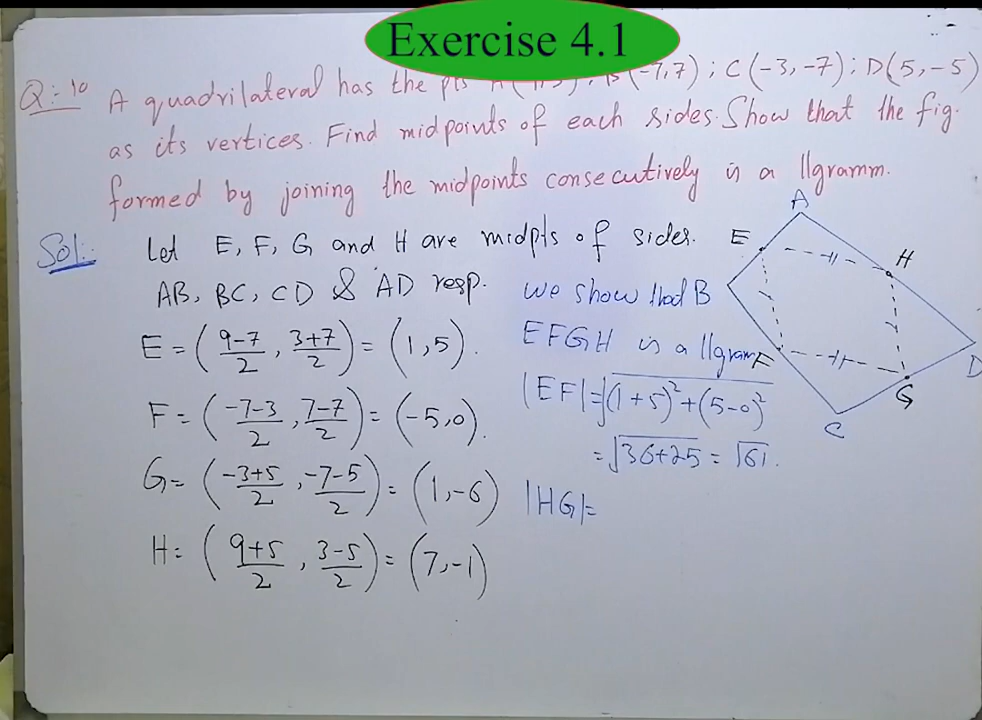 Exercise 4.1
Q:-10 A quadrilateral has the pts (-7,7) ; C(-3,-7) ; D(5,-5)
as its vertices. Find midpoints of each sides. Show that the fig.
formed by joining the midpoints consecutively is a llgramm.
Sol:- Let E, F, G and H are midpts of sides.
AB, BC, CD & AD resp.
E = ( 9-7/2 , 3+7/2 ) = (1,5).
F = ( -7-3/2 , 7-7/2 ) = (-5,0).
G = ( -3+5/2 , -7-5/2 ) = (1,-6)
H = ( 9+5/2 , 3-5/2 ) = (7,-1)
we show that
EFGH is a llgram
|EF| = √(1+5)²+(5-0)²
= √36+25 = √61.
|HG| =
A
E
H
B
F
D
G
C